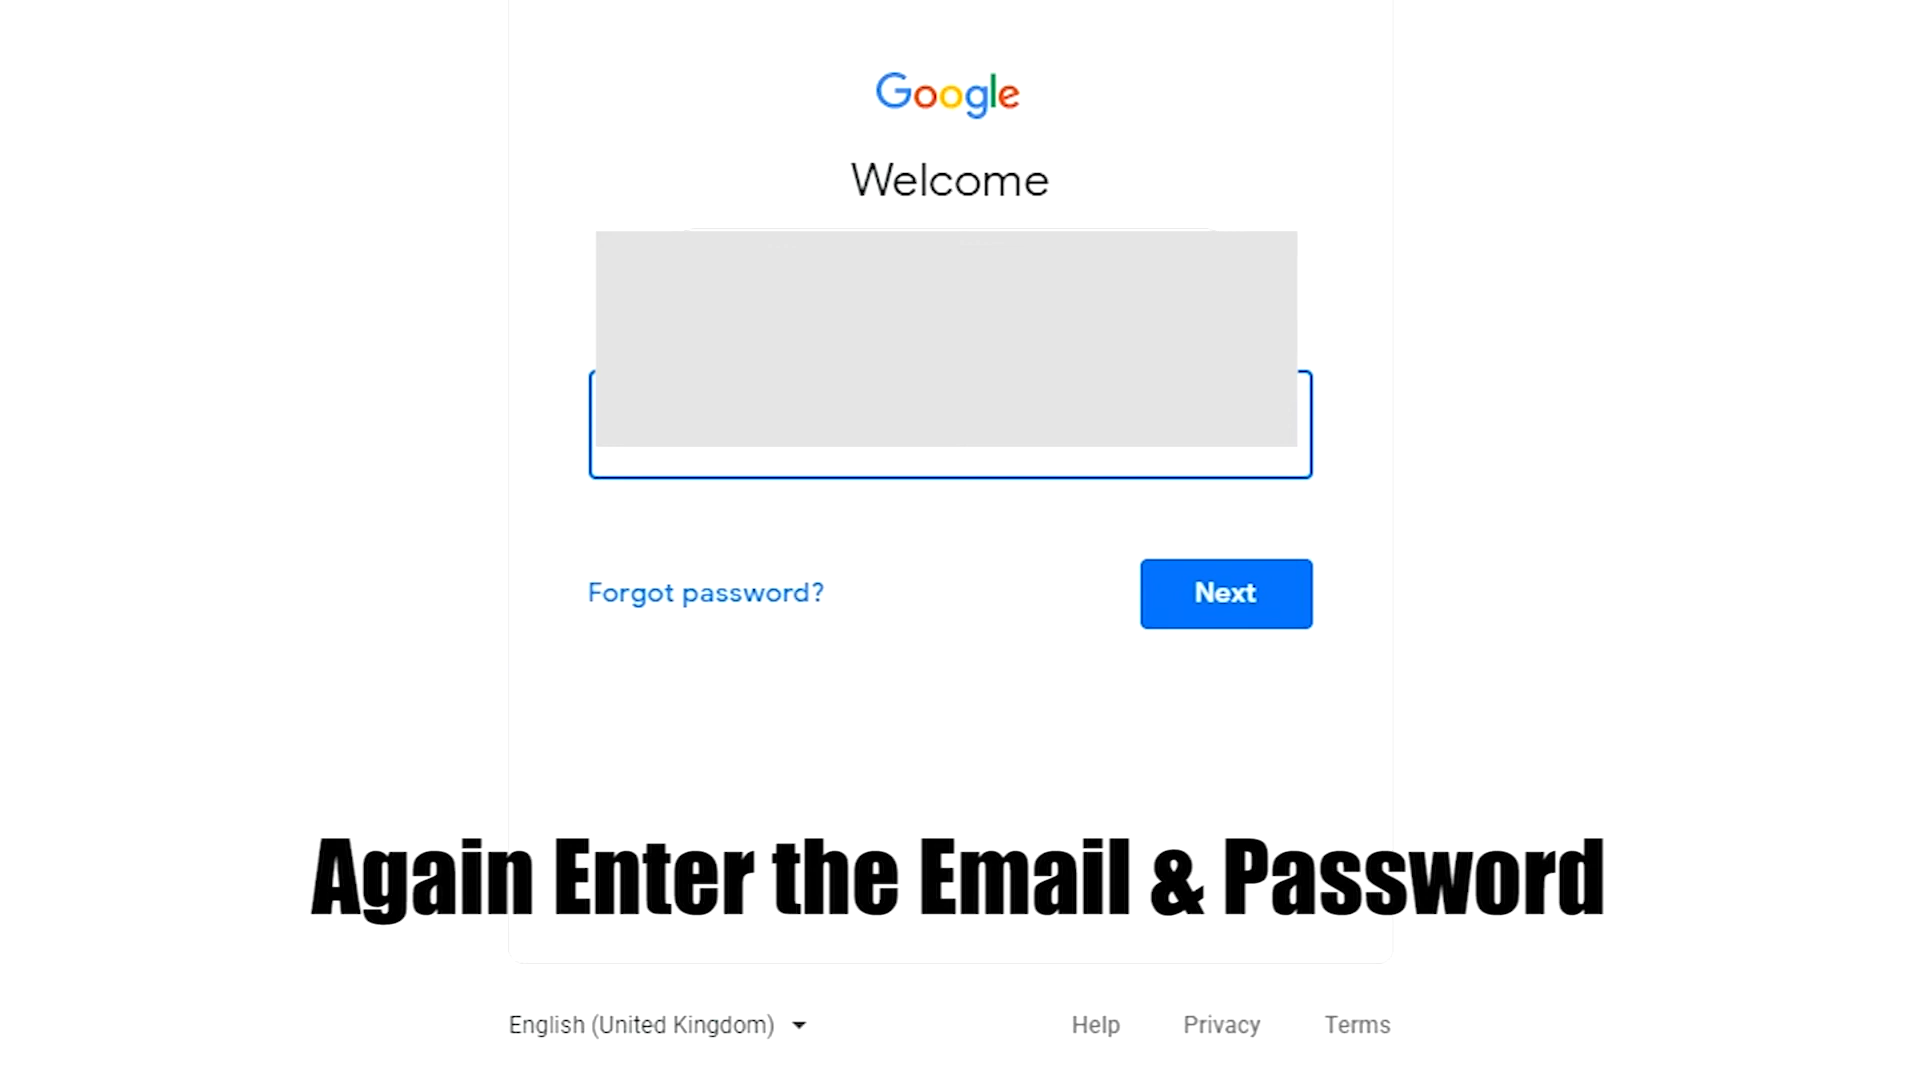 Google
Welcome
Forgot password?
Next
Again Enter the Email & Password
English (United Kingdom)
Help
Privacy
Terms